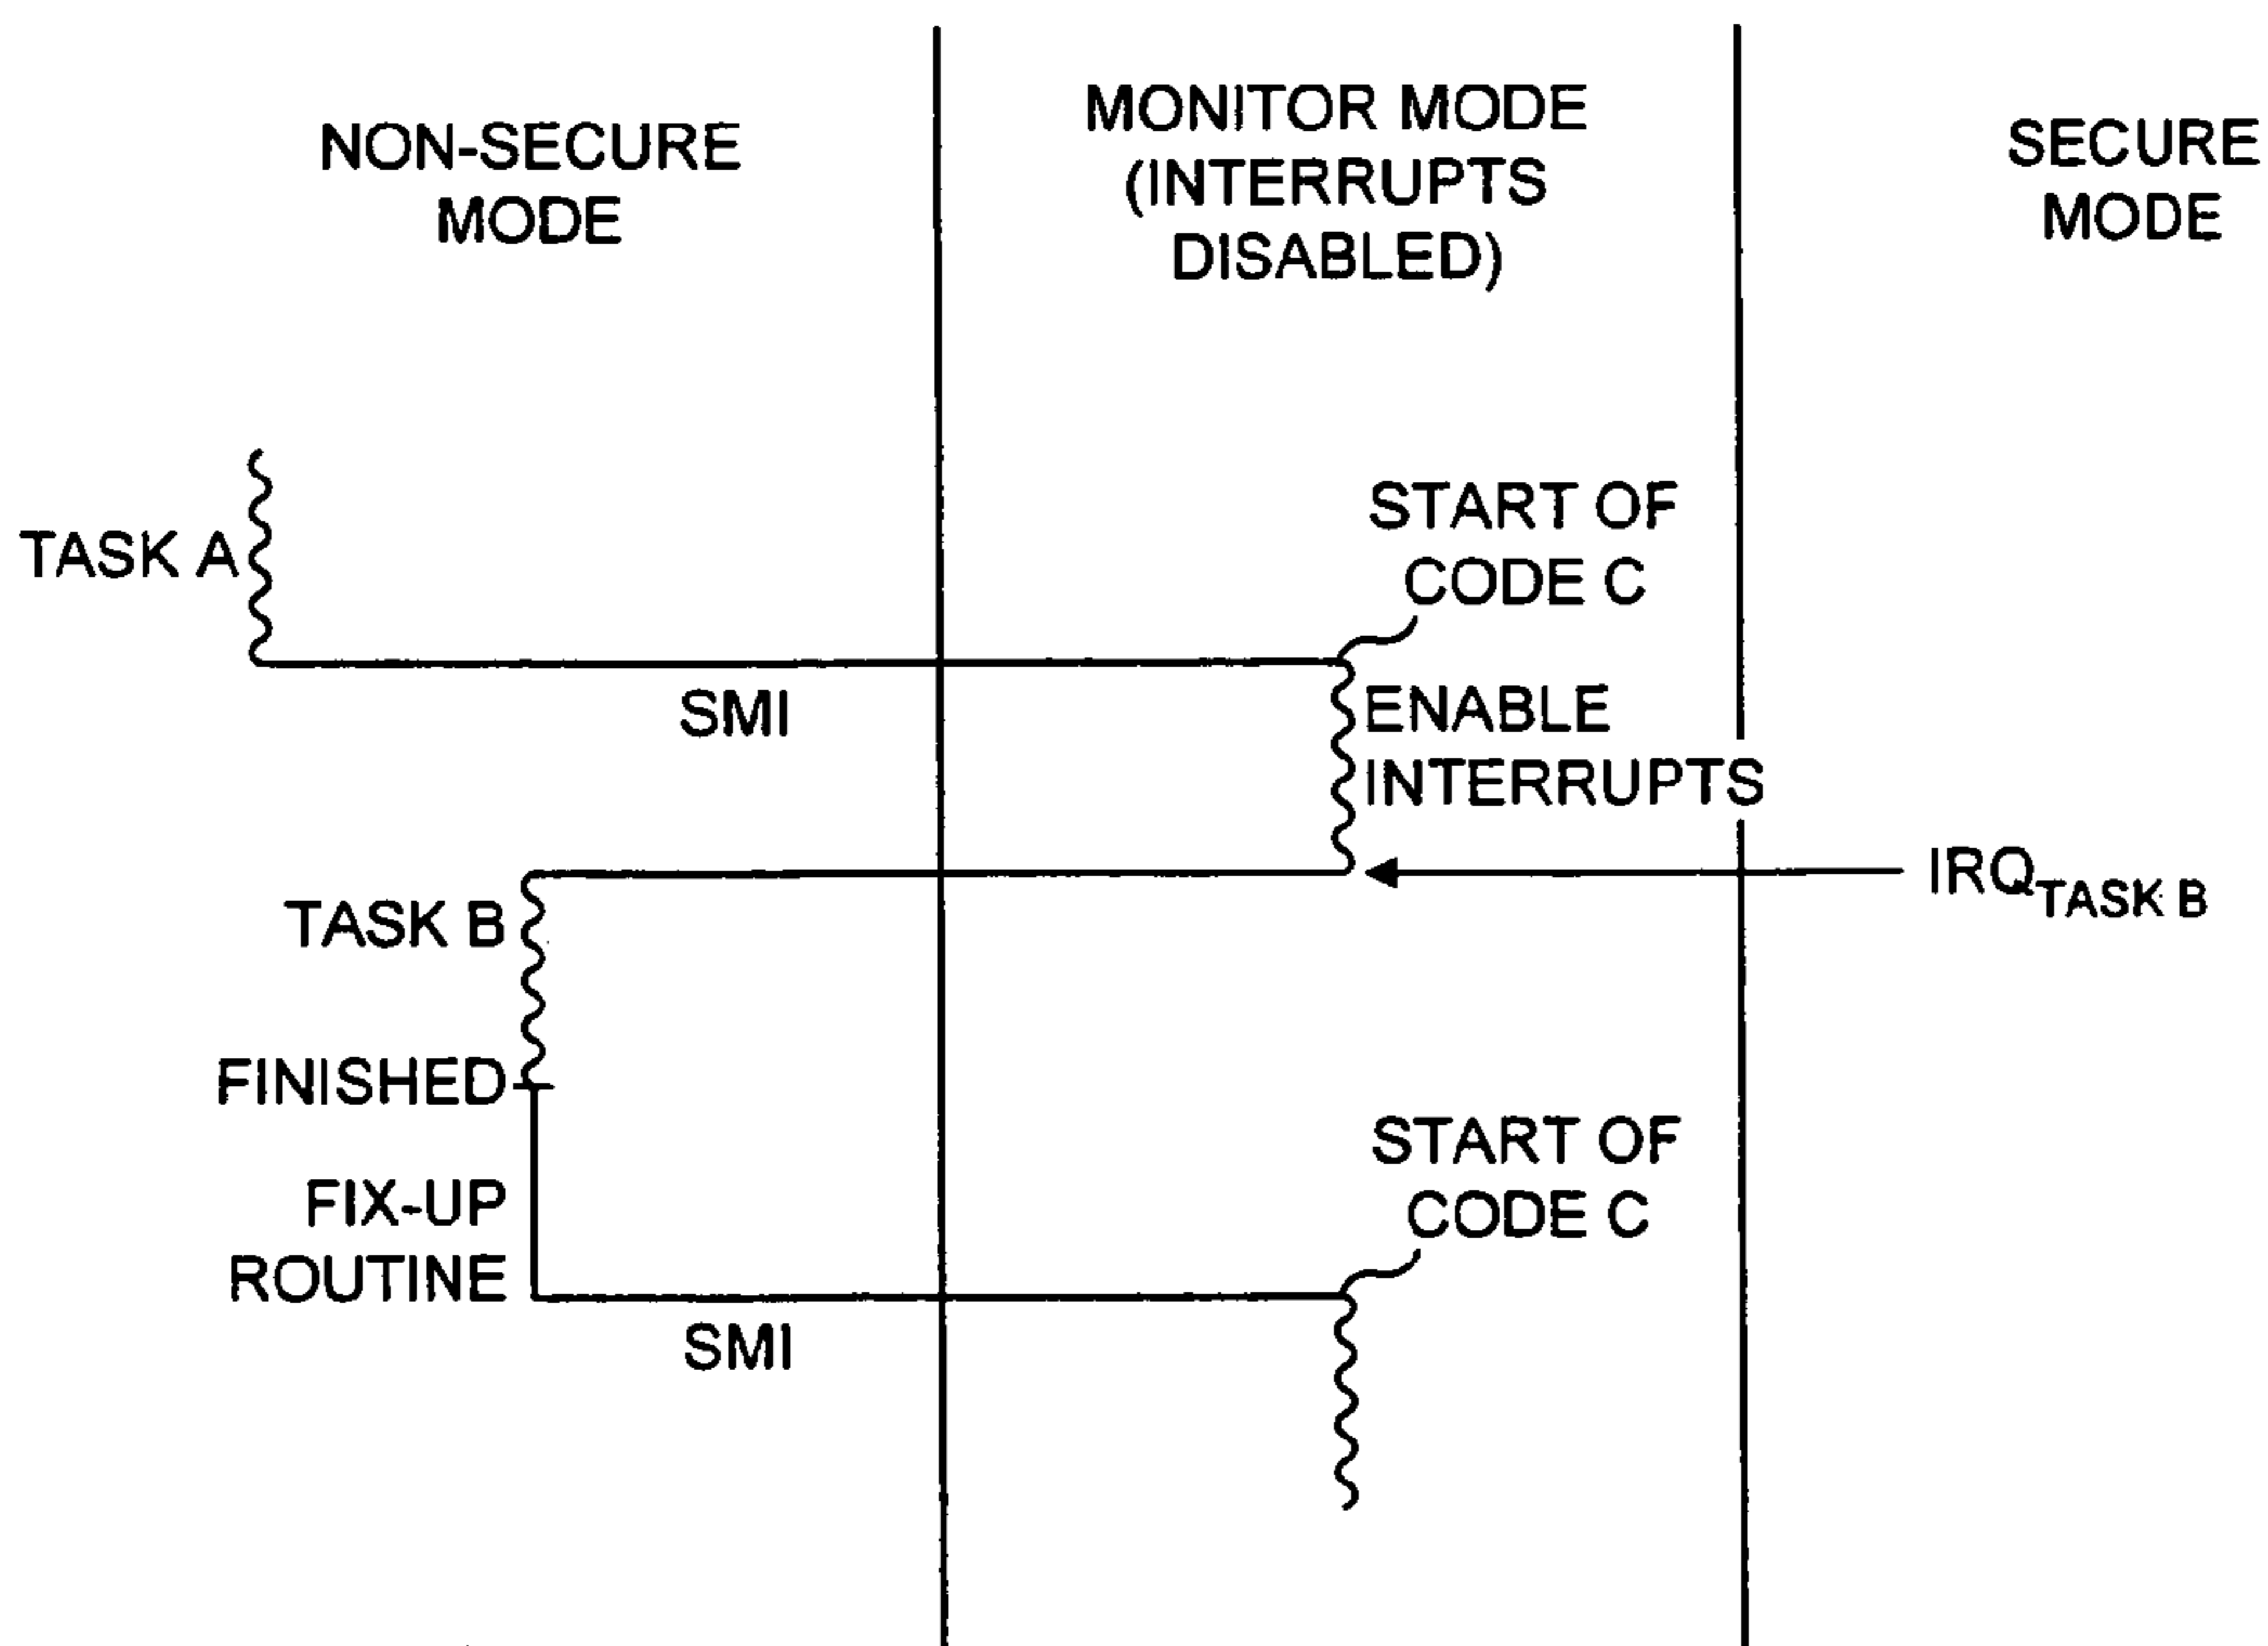 NON-SECURE
MODE
MONITOR MODE
(INTERRUPTS
DISABLED)
SECURE
MODE
TASK A
START OF
CODE C
SMI
ENABLE
INTERRUPTS
IRQTASK B
TASK B
FINISHED
FIX-UP
ROUTINE
START OF
CODE C
SMI